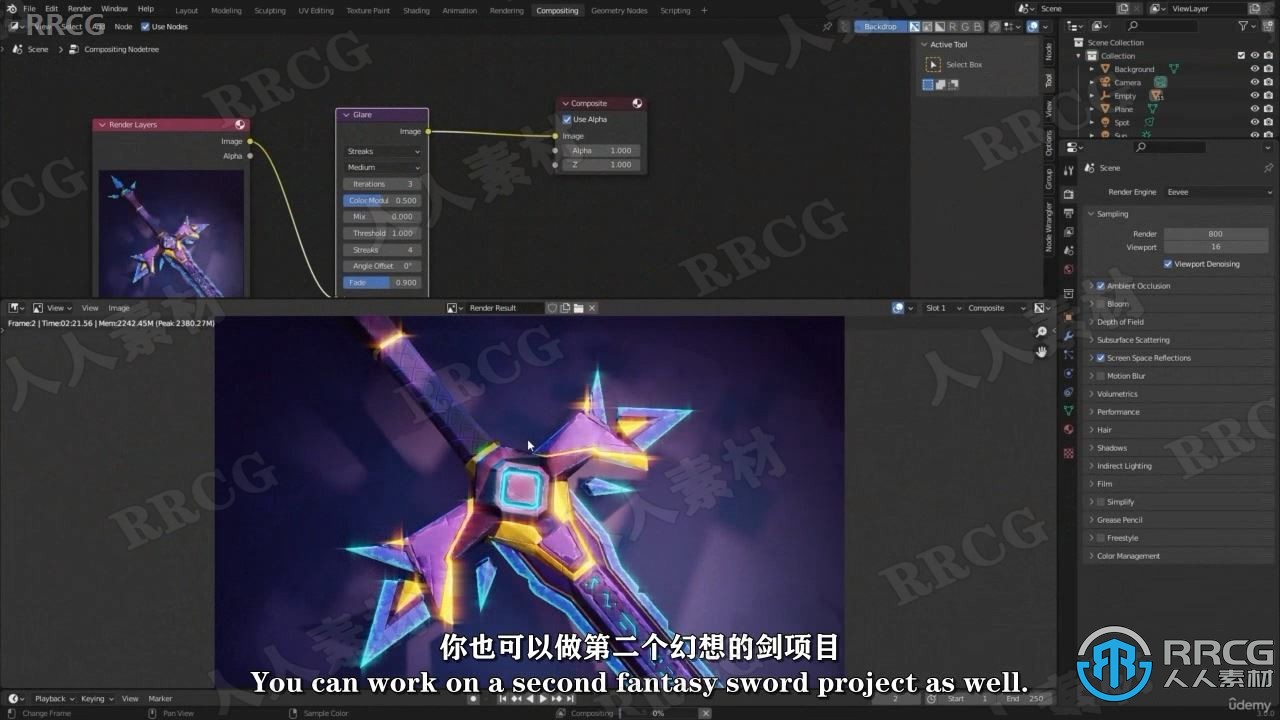 File Edit Render Window Help Layout Modeling Sculpting UV Editing Texture Paint Shading Animation Rendering Compositing Geometry Nodes Scripting + Scene ViewLayer
View Select Add Node Use Nodes Backdrop
RRCG
Scene > Compositing Nodetree
Active Tool
Select Box
Node
Tool
View
Options
Group
Node Wrangler
Scene Collection
Collection
Background
Camera
Empty
Plane
Spot
Sun
Render Layers
Image
Alpha
Glare
Image
Streaks
Medium
Iterations 3
Color Modul 0.500
Mix 0.000
Threshold 1.000
Streaks 4
Angle Offset 0°
Fade 0.900
Composite
Use Alpha
Image
Alpha 1.000
Z 1.000
Scene
Render Engine Eevee
Sampling
Render 800
Viewport 16
Viewport Denoising
Ambient Occlusion
Bloom
Depth of Field
Subsurface Scattering
Screen Space Reflections
Motion Blur
Volumetrics
Performance
Hair
Shadows
Indirect Lighting
Film
Simplify
Grease Pencil
Freestyle
Color Management
View View Image Render Result Slot 1 Composite
Frame:2 | Time:02:21.56 | Mem:2242.45M (Peak 2380.27M)
你也可以做第二个幻想的剑项目
You can work on a second fantasy sword project as well.
RRCG
人人素材
ûdemy
Playback Keying View Marker 2 Start 1 End 250
Change Frame Pan View Sample Color Compositing 0%